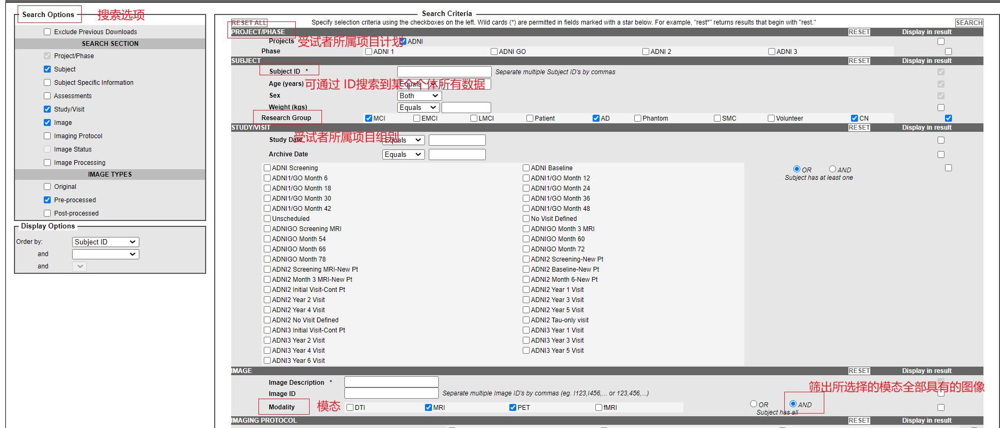 Search Options
搜索选项
Exclude Previous Downloads
SEARCH SECTION
Project/Phase
Subject
Subject Specific Information
Assessments
Study/Visit
Image
Imaging Protocol
Image Status
Image Processing
IMAGE TYPES
Original
Pre-processed
Post-processed
Display Options
Order by: Subject ID
and
and
Search Criteria
RESET ALL Specify selection criteria using the checkboxes on the left. Wild cards (*) are permitted in fields marked with a star below. For example, "rest*" returns results that begin with "rest." SEARCH
PROJECT/PHASE RESET Display in result
Projects ADNI
受试者所属项目计划
Phase ADNI 1 ADNI GO ADNI 2 ADNI 3
SUBJECT RESET Display in result
Subject ID * Separate multiple Subject ID's by commas
Age (years) Equals
可通过 ID搜索到某个个体所有数据
Sex Both
Weight (kgs) Equals
Research Group MCI EMCI LMCI Patient AD Phantom SMC Volunteer CN
STUDY/VISIT RESET Display in result
受试者所属项目组别
Study Date Equals
Archive Date Equals
ADNI Screening ADNI Baseline OR AND
ADNI1/GO Month 6 ADNI1/GO Month 12 Subject has at least one
ADNI1/GO Month 18 ADNI1/GO Month 24
ADNI1/GO Month 30 ADNI1/GO Month 36
ADNI1/GO Month 42 ADNI1/GO Month 48
Unscheduled No Visit Defined
ADNIGO Screening MRI ADNIGO Month 3 MRI
ADNIGO Month 54 ADNIGO Month 60
ADNIGO Month 66 ADNIGO Month 72
ADNIGO Month 78 ADNI2 Screening-New Pt
ADNI2 Screening MRI-New Pt ADNI2 Baseline-New Pt
ADNI2 Month 3 MRI-New Pt ADNI2 Month 6-New Pt
ADNI2 Initial Visit-Cont Pt ADNI2 Year 1 Visit
ADNI2 Year 2 Visit ADNI2 Year 3 Visit
ADNI2 Year 4 Visit ADNI2 Year 5 Visit
ADNI2 No Visit Defined ADNI2 Tau-only visit
ADNI3 Initial Visit-Cont Pt ADNI3 Year 1 Visit
ADNI3 Year 2 Visit ADNI3 Year 3 Visit
ADNI3 Year 4 Visit ADNI3 Year 5 Visit
ADNI3 Year 6 Visit
IMAGE RESET Display in result
Image Description *
筛出所选择的模态全部具有的图像
Image ID Separate multiple Image ID's by commas (eg. I123,I456,... or 123,456,...)
Modality 模态 DTI MRI PET fMRI OR AND
Subject has all
IMAGING PROTOCOL RESET Display in result